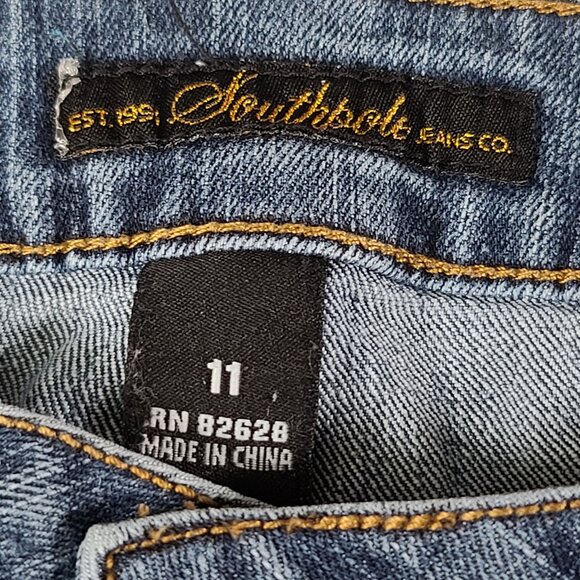 EST. 1991 Southpole JEANS CO.
11
RN 82628
MADE IN CHINA